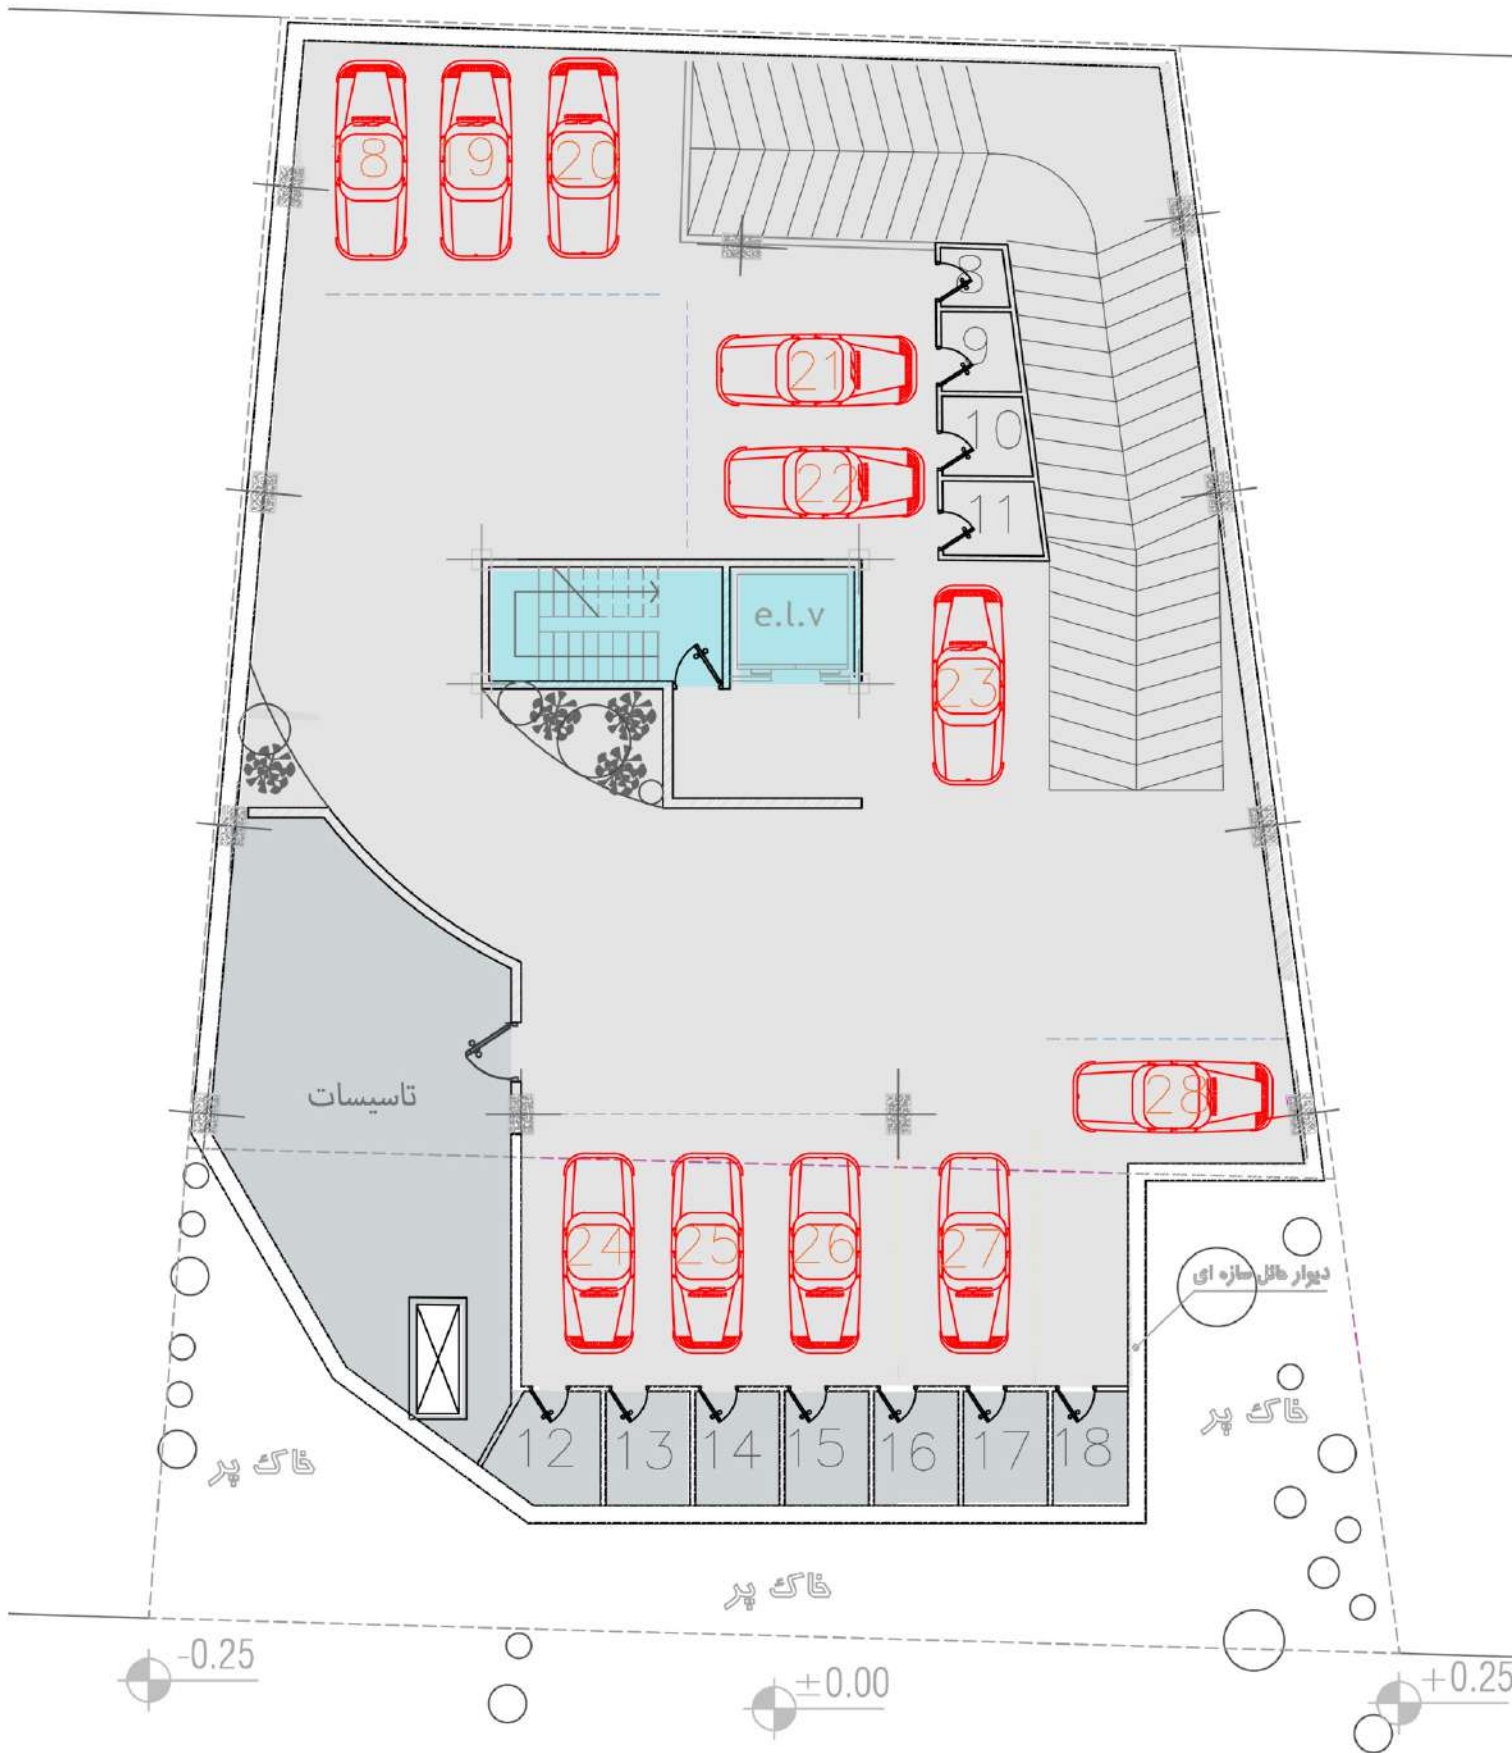 18 19 20
8
21
9
10
22
11
e.l.v
23
تاسیسات
28
24 25 26 27
دیوار حائل سازه ای
خاک پر
12 13 14 15 16 17 18
خاک پر
خاک پر
-0.25
±0.00
+0.25